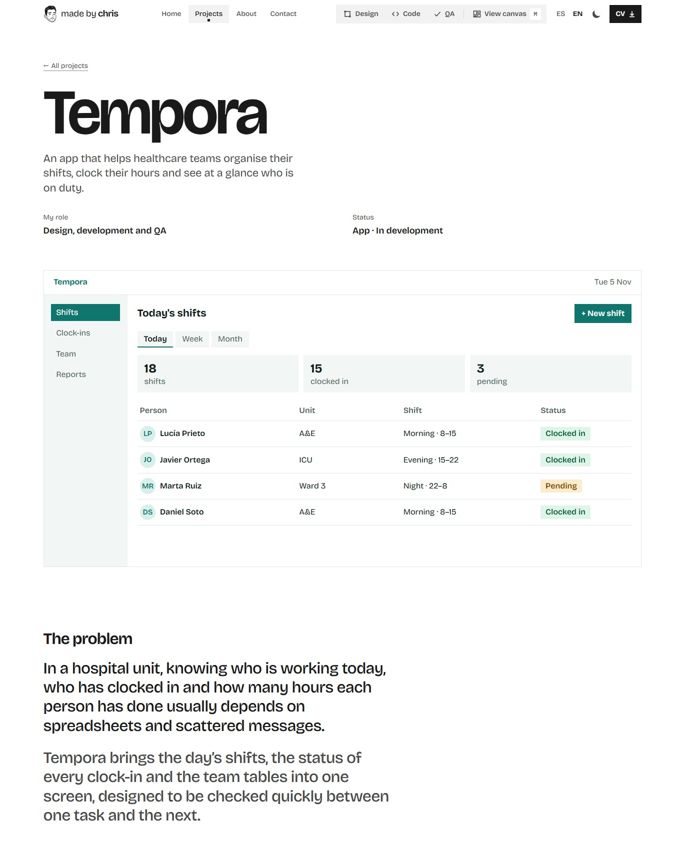 made by chris
Home Projects About Contact
Design Code QA View canvas
ES EN
CV
← All projects
Tempora
An app that helps healthcare teams organise their
shifts, clock their hours and see at a glance who is
on duty.
My role
Design, development and QA
Status
App · In development
Tempora
Tue 5 Nov
Shifts
Clock-ins
Team
Reports
Today's shifts
+ New shift
Today Week Month
18
shifts
15
clocked in
3
pending
Person Unit Shift Status
LP Lucía Prieto A&E Morning · 8–15 Clocked in
JO Javier Ortega ICU Evening · 15–22 Clocked in
MR Marta Ruiz Ward 3 Night · 22–8 Pending
DS Daniel Soto A&E Morning · 8–15 Clocked in
The problem
In a hospital unit, knowing who is working today,
who has clocked in and how many hours each
person has done usually depends on
spreadsheets and scattered messages.
Tempora brings the day's shifts, the status of
every clock-in and the team tables into one
screen, designed to be checked quickly between
one task and the next.